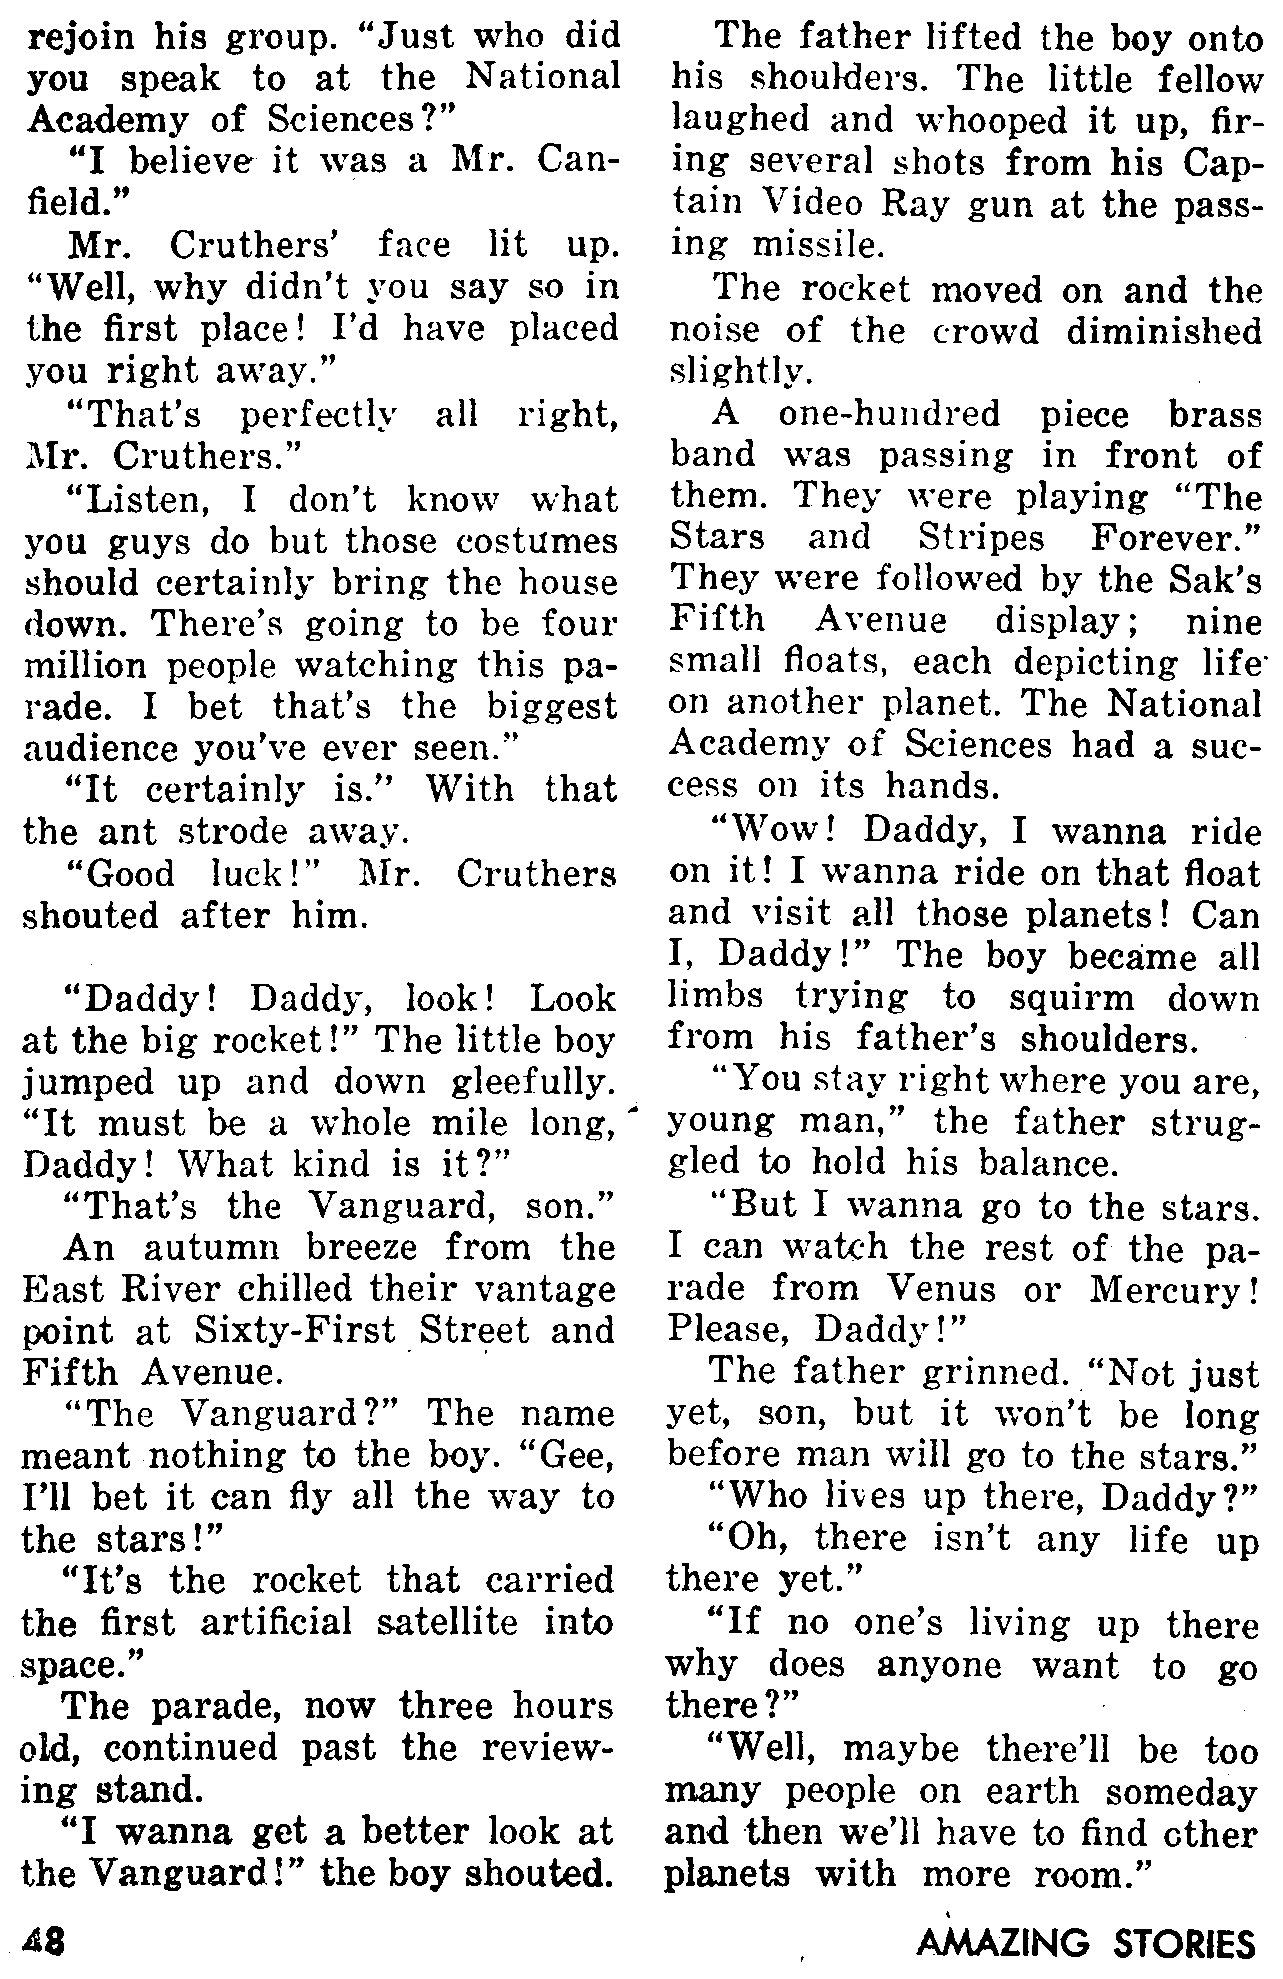 rejoin his group. “Just who did
you speak to at the National
Academy of Sciences?”
“I believe it was a Mr. Can-
field.”
Mr. Cruthers’ face lit up.
“Well, why didn’t you say so in
the first place! I’d have placed
you right away.”
“That’s perfectly all right,
Mr. Cruthers.”
“Listen, I don’t know what
you guys do but those costumes
should certainly bring the house
down. There’s going to be four
million people watching this pa-
rade. I bet that’s the biggest
audience you’ve ever seen.”
“It certainly is.” With that
the ant strode away.
“Good luck!” Mr. Cruthers
shouted after him.
“Daddy! Daddy, look! Look
at the big rocket!” The little boy
jumped up and down gleefully.
“It must be a whole mile long,
Daddy! What kind is it?”
“That’s the Vanguard, son.”
An autumn breeze from the
East River chilled their vantage
point at Sixty-First Street and
Fifth Avenue.
“The Vanguard?” The name
meant nothing to the boy. “Gee,
I’ll bet it can fly all the way to
the stars!”
“It’s the rocket that carried
the first artificial satellite into
space.”
The parade, now three hours
old, continued past the review-
ing stand.
“I wanna get a better look at
the Vanguard!” the boy shouted.
The father lifted the boy onto
his shoulders. The little fellow
laughed and whooped it up, fir-
ing several shots from his Cap-
tain Video Ray gun at the pass-
ing missile.
The rocket moved on and the
noise of the crowd diminished
slightly.
A one-hundred piece brass
band was passing in front of
them. They were playing “The
Stars and Stripes Forever.”
They were followed by the Sak’s
Fifth Avenue display; nine
small floats, each depicting life
on another planet. The National
Academy of Sciences had a suc-
cess on its hands.
“Wow! Daddy, I wanna ride
on it! I wanna ride on that float
and visit all those planets! Can
I, Daddy!” The boy became all
limbs trying to squirm down
from his father’s shoulders.
“You stay right where you are,
young man,” the father strug-
gled to hold his balance.
“But I wanna go to the stars.
I can watch the rest of the pa-
rade from Venus or Mercury!
Please, Daddy!”
The father grinned. “Not just
yet, son, but it won’t be long
before man will go to the stars.”
“Who lives up there, Daddy?”
“Oh, there isn’t any life up
there yet.”
“If no one’s living up there
why does anyone want to go
there?”
“Well, maybe there’ll be too
many people on earth someday
and then we’ll have to find other
planets with more room.”
48
AMAZING STORIES